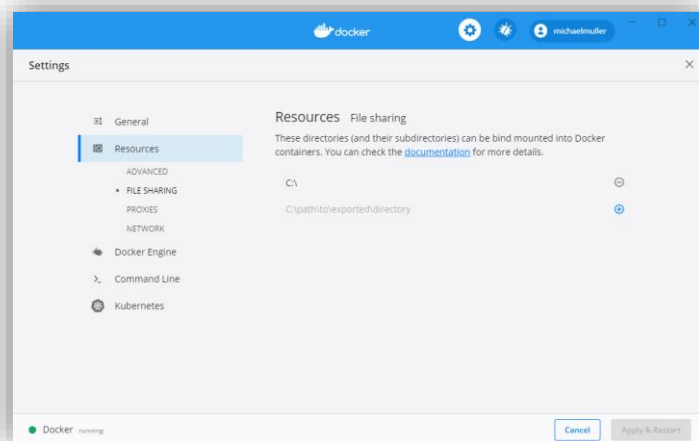 docker
michaelmuller
Settings
General
Resources
ADVANCED
FILE SHARING
PROXIES
NETWORK
Docker Engine
Command Line
Kubernetes
Resources File sharing
These directories (and their subdirectories) can be bind mounted into Docker
containers. You can check the documentation for more details.
C:\
C:\path\to\exported\directory
Docker running
Cancel
Apply & Restart